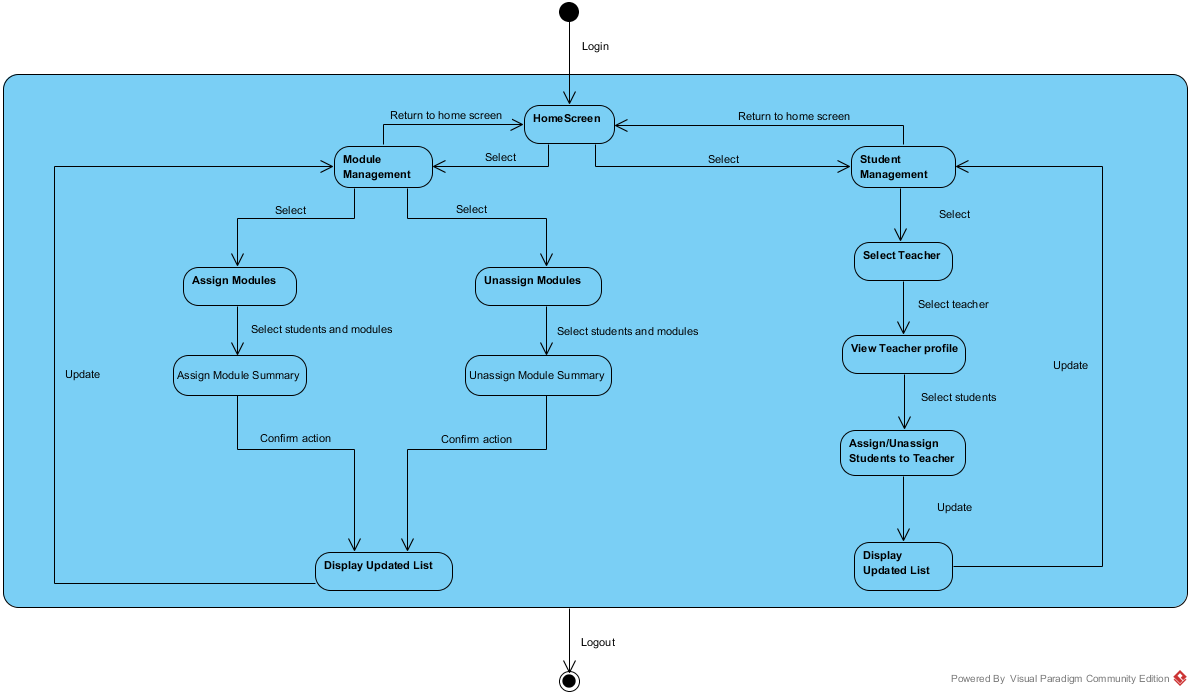 Login
HomeScreen
Return to home screen
Return to home screen
Module
Management
Select
Select
Student
Management
Select
Select
Select
Select Teacher
Assign Modules
Unassign Modules
Select teacher
Select students and modules
Select students and modules
View Teacher profile
Update
Assign Module Summary
Unassign Module Summary
Update
Select students
Confirm action
Confirm action
Assign/Unassign
Students to Teacher
Update
Display Updated List
Display
Updated List
Logout
Powered By Visual Paradigm Community Edition